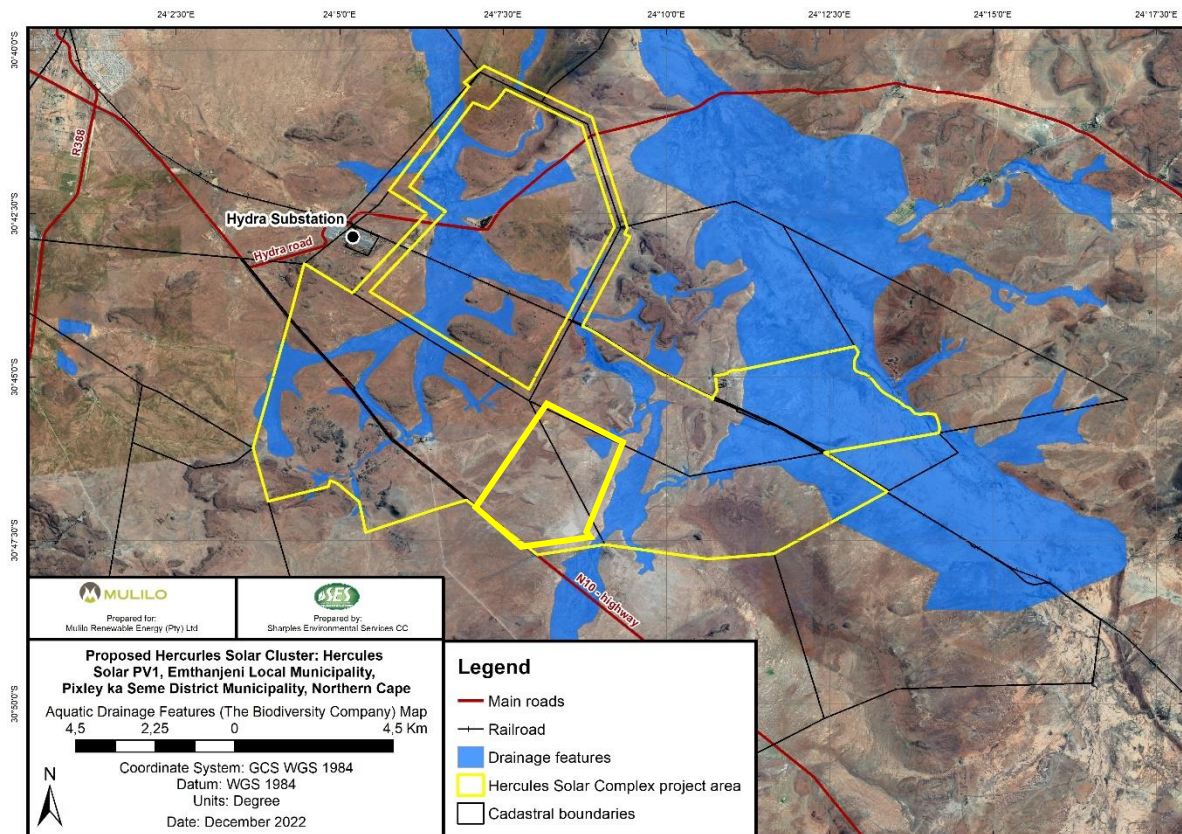 24°2'30"E 24°5'0"E 24°7'30"E 24°10'0"E 24°12'30"E 24°15'0"E 24°17'30"E
30°40'0"S
30°42'30"S
30°45'0"S
30°47'30"S
30°50'0"S
R388
Hydra Substation
Hydra road
N10 - highway
MULILO
Prepared for:
Mulilo Renewable Energy (Pty) Ltd
SES
Prepared by:
Sharples Environmental Services CC
Proposed Hercurles Solar Cluster: Hercules
Solar PV1, Emthanjeni Local Municipality,
Pixley ka Seme District Municipality, Northern Cape
Aquatic Drainage Features (The Biodiversity Company) Map
4,5 2,25 0 4,5 Km
Coordinate System: GCS WGS 1984
Datum: WGS 1984
Units: Degree
Date: December 2022
N
Legend
Main roads
Railroad
Drainage features
Hercules Solar Complex project area
Cadastral boundaries